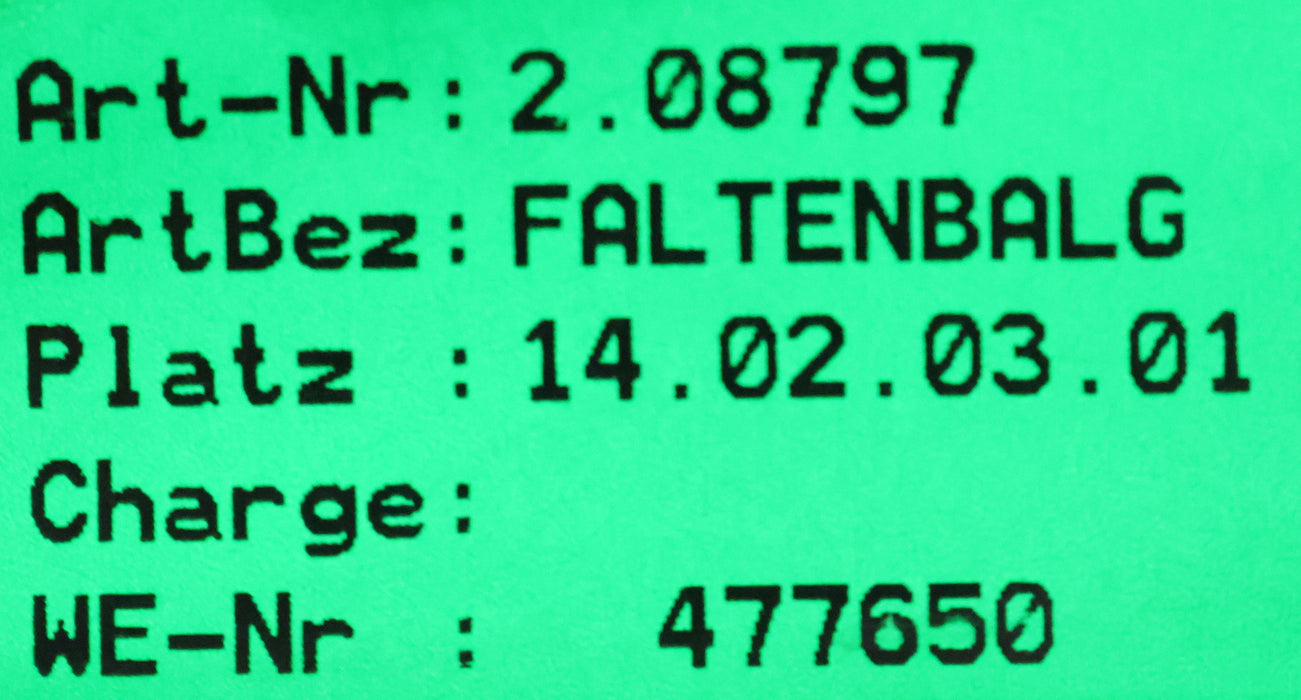 Art-Nr: 2.08797
ArtBez: FALTENBALG
Platz : 14.02.03.01
Charge:
WE-Nr : 477650